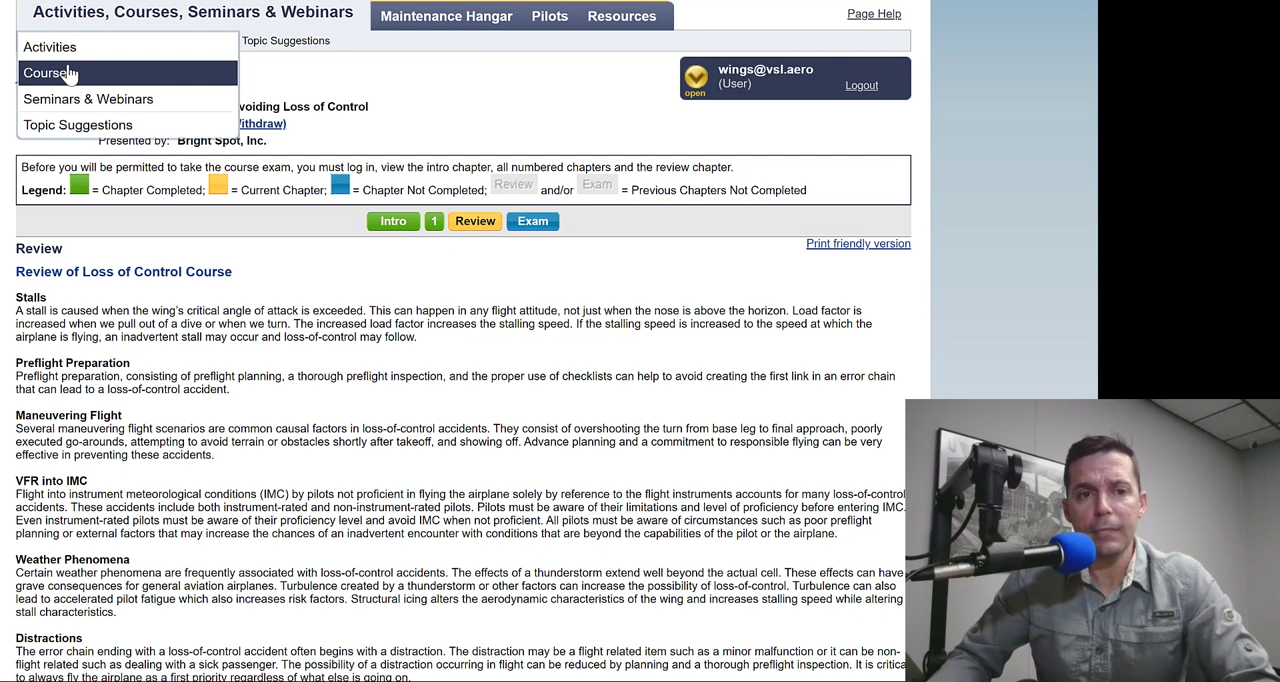 Activities, Courses, Seminars & Webinars
Maintenance Hangar Pilots Resources
Page Help
Activities
Topic Suggestions
Course
Seminars & Webinars
Topic Suggestions
wings@vsl.aero
(User)
Logout
open
voiding Loss of Control
ithdraw)
Presented by: Bright Spot, Inc.
Before you will be permitted to take the course exam, you must log in, view the intro chapter, all numbered chapters and the review chapter.
Legend: = Chapter Completed; = Current Chapter; = Chapter Not Completed; Review and/or Exam = Previous Chapters Not Completed
Intro 1 Review Exam
Review
Print friendly version
Review of Loss of Control Course
Stalls
A stall is caused when the wing's critical angle of attack is exceeded. This can happen in any flight attitude, not just when the nose is above the horizon. Load factor is
increased when we pull out of a dive or when we turn. The increased load factor increases the stalling speed. If the stalling speed is increased to the speed at which the
airplane is flying, an inadvertent stall may occur and loss-of-control may follow.
Preflight Preparation
Preflight preparation, consisting of preflight planning, a thorough preflight inspection, and the proper use of checklists can help to avoid creating the first link in an error chain
that can lead to a loss-of-control accident.
Maneuvering Flight
Several maneuvering flight scenarios are common causal factors in loss-of-control accidents. They consist of overshooting the turn from base leg to final approach, poorly
executed go-arounds, attempting to avoid terrain or obstacles shortly after takeoff, and showing off. Advance planning and a commitment to responsible flying can be very
effective in preventing these accidents.
VFR into IMC
Flight into instrument meteorological conditions (IMC) by pilots not proficient in flying the airplane solely by reference to the flight instruments accounts for many loss-of-control
accidents. These accidents include both instrument-rated and non-instrument-rated pilots. Pilots must be aware of their limitations and level of proficiency before entering IMC.
Even instrument-rated pilots must be aware of their proficiency level and avoid IMC when not proficient. All pilots must be aware of circumstances such as poor preflight
planning or external factors that may increase the chances of an inadvertent encounter with conditions that are beyond the capabilities of the pilot or the airplane.
Weather Phenomena
Certain weather phenomena are frequently associated with loss-of-control accidents. The effects of a thunderstorm extend well beyond the actual cell. These effects can have
grave consequences for general aviation airplanes. Turbulence created by a thunderstorm or other factors can increase the possibility of loss-of-control. Turbulence can also
lead to accelerated pilot fatigue which also increases risk factors. Structural icing alters the aerodynamic characteristics of the wing and increases stalling speed while altering
stall characteristics.
Distractions
The error chain ending with a loss-of-control accident often begins with a distraction. The distraction may be a flight related item such as a minor malfunction or it can be non-
flight related such as dealing with a sick passenger. The possibility of a distraction occurring in flight can be reduced by planning and a thorough preflight inspection. It is critica
to always fly the airplane as a first priority regardless of what else is going on.